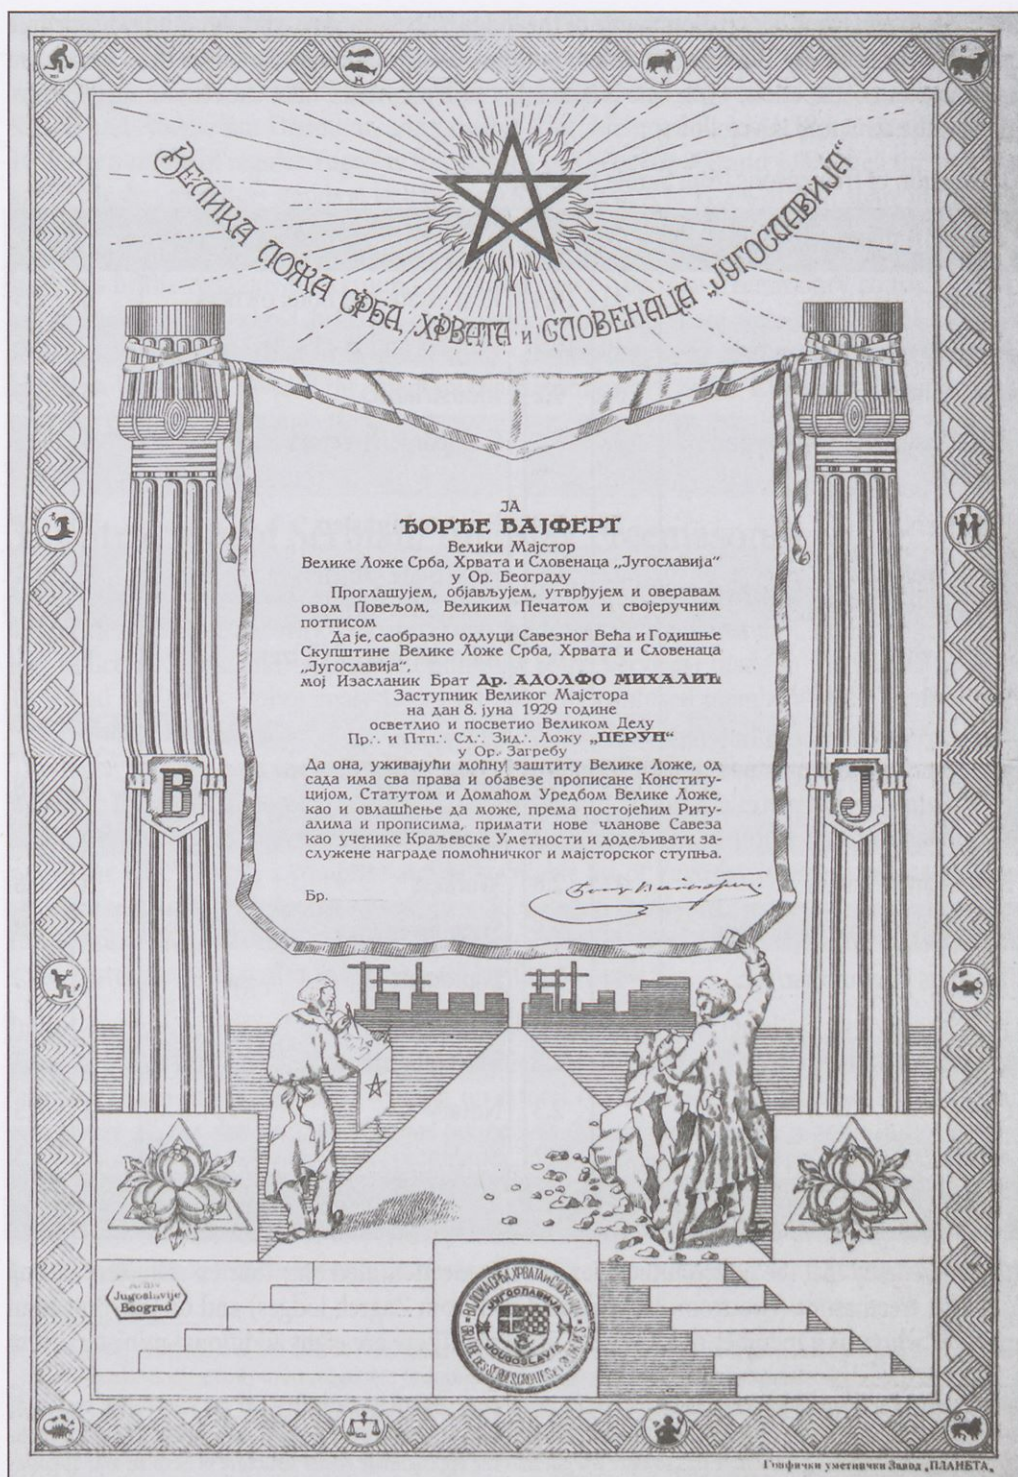 ВЕЛИКА ЛОЖА СРБА, ХРВАТА и СЛОВЕНАЦА „ЈУГОСЛАВИЈА“
ЈА
ЂОРЂЕ ВАЈФЕРТ
Велики Мајстор
Велике Ложе Срба, Хрвата и Словенаца „Југославија“
у Ор. Београду
Проглашујем, објављујем, утврђујем и оверавам
овом Повељом, Великим Печатом и својеручним
потписом
Да је, саобразно одлуци Савезног Већа и Годишње
Скупштине Велике Ложе Срба, Хрвата и Словенаца
„Југославија“,
мој Изасланик Брат Др. АДОЛФО МИХАЛИЋ
Заступник Великог Мајстора
на дан 8. јуна 1929 године
осветлио и посветио Великом Делу
Пр.·. и Птп.·. Сл.·. Зид.·. Ложу „ПЕРУН“
у Ор. Загребу
Да она, уживајући моћну заштиту Велике Ложе, од
сада има сва права и обавезе прописане Конститу-
цијом, Статутом и Домаћом Уредбом Велике Ложе,
као и овлашћење да може, према постојећим Риту-
алима и прописима, примати нове чланове Савеза
као ученике Краљевске Уметности и додељивати за-
служене награде помоћничког и мајсторског ступња.
Бр.
В
Ј
Arhiv
Jugoslavije
Beograd
ЈУГОСЛАВИЈА
JOUGOSLAVIA
Графички уметнички Завод „ПЛАНЕТА“